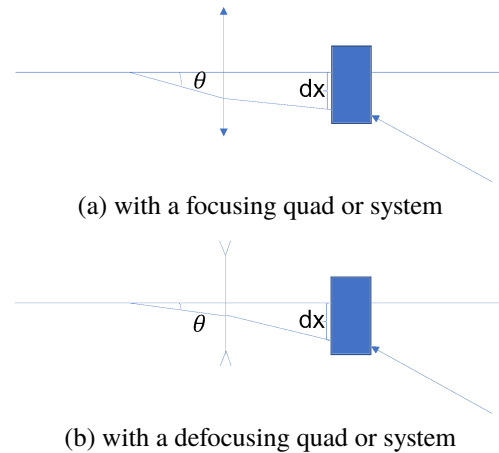 θ
dx
(a) with a focusing quad or system
θ
dx
(b) with a defocusing quad or system